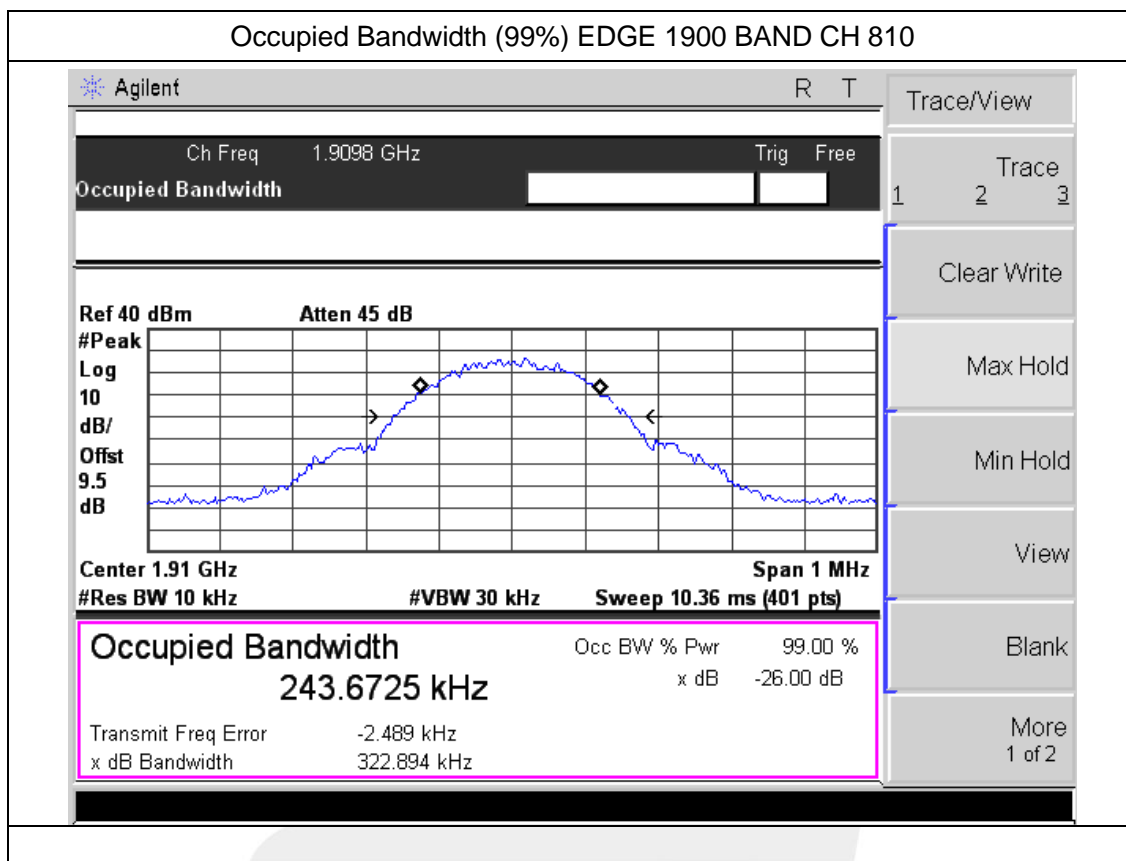 Occupied Bandwidth (99%) EDGE 1900 BAND CH 810
Agilent R T
Ch Freq 1.9098 GHz Trig Free
Occupied Bandwidth
Ref 40 dBm Atten 45 dB
#Peak
Log
10
dB/
Offst
9.5
dB
Center 1.91 GHz Span 1 MHz
#Res BW 10 kHz #VBW 30 kHz Sweep 10.36 ms (401 pts)
Occupied Bandwidth Occ BW % Pwr 99.00 %
243.6725 kHz x dB -26.00 dB
Transmit Freq Error -2.489 kHz
x dB Bandwidth 322.894 kHz
Trace/View
Trace
1 2 3
Clear Write
Max Hold
Min Hold
View
Blank
More
1 of 2